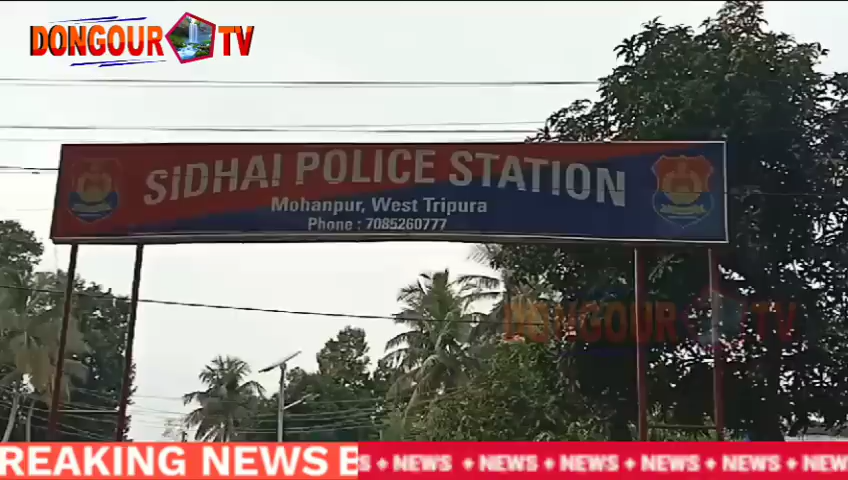 DONGOUR TV
SiDHAI POLICE STATION
Mohanpur, West Tripura
Phone : 7085260777
DONGOUR TV
REAKING NEWS B
S + NEWS + NEWS + NEWS + NEWS + NEWS + NEWS